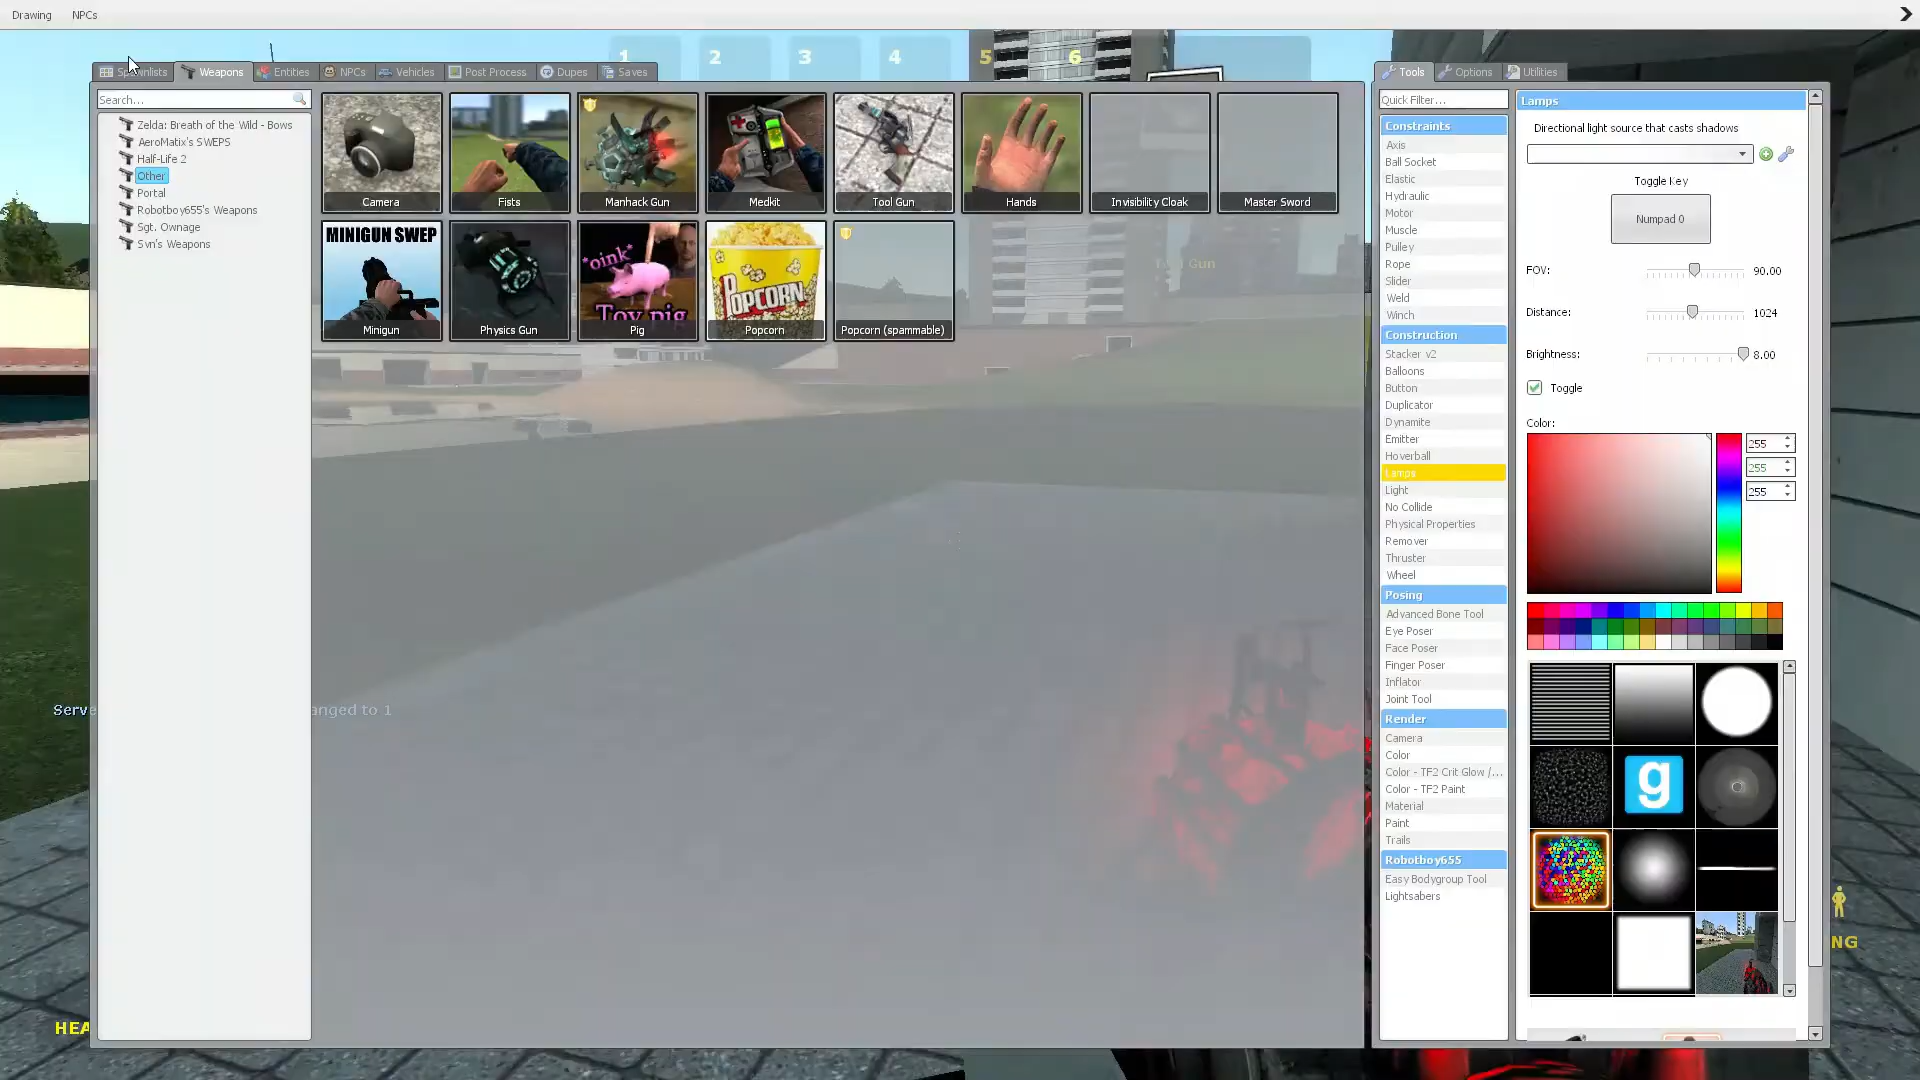 Drawing
NPCs
1
2
3
4
5
6
Spawnlists
Weapons
Entities
NPCs
Vehicles
Post Process
Dupes
Saves
Search...
Zelda: Breath of the Wild - Bows
AeroMatix's SWEPS
Half-Life 2
Other
Portal
Robotboy655's Weapons
Sgt. Ownage
Svn's Weapons
Camera
Fists
Manhack Gun
Medkit
Tool Gun
Hands
Invisibility Cloak
Master Sword
MINIGUN SWEP
Minigun
Physics Gun
*oink*
Toy pig
Pig
POPCORN
Popcorn
Popcorn (spammable)
Tool Gun
Serve
anged to 1
HEA
Tools
Options
Utilities
Quick Filter...
Constraints
Axis
Ball Socket
Elastic
Hydraulic
Motor
Muscle
Pulley
Rope
Slider
Weld
Winch
Construction
Stacker v2
Balloons
Button
Duplicator
Dynamite
Emitter
Hoverball
Lamps
Light
No Collide
Physical Properties
Remover
Thruster
Wheel
Posing
Advanced Bone Tool
Eye Poser
Face Poser
Finger Poser
Inflator
Joint Tool
Render
Camera
Color
Color - TF2 Crit Glow /...
Color - TF2 Paint
Material
Paint
Trails
Robotboy655
Easy Bodygroup Tool
Lightsabers
Lamps
Directional light source that casts shadows
Toggle Key
Numpad 0
FOV: 90.00
Distance: 1024
Brightness: 8.00
Toggle
Color:
255
255
255
g
NG